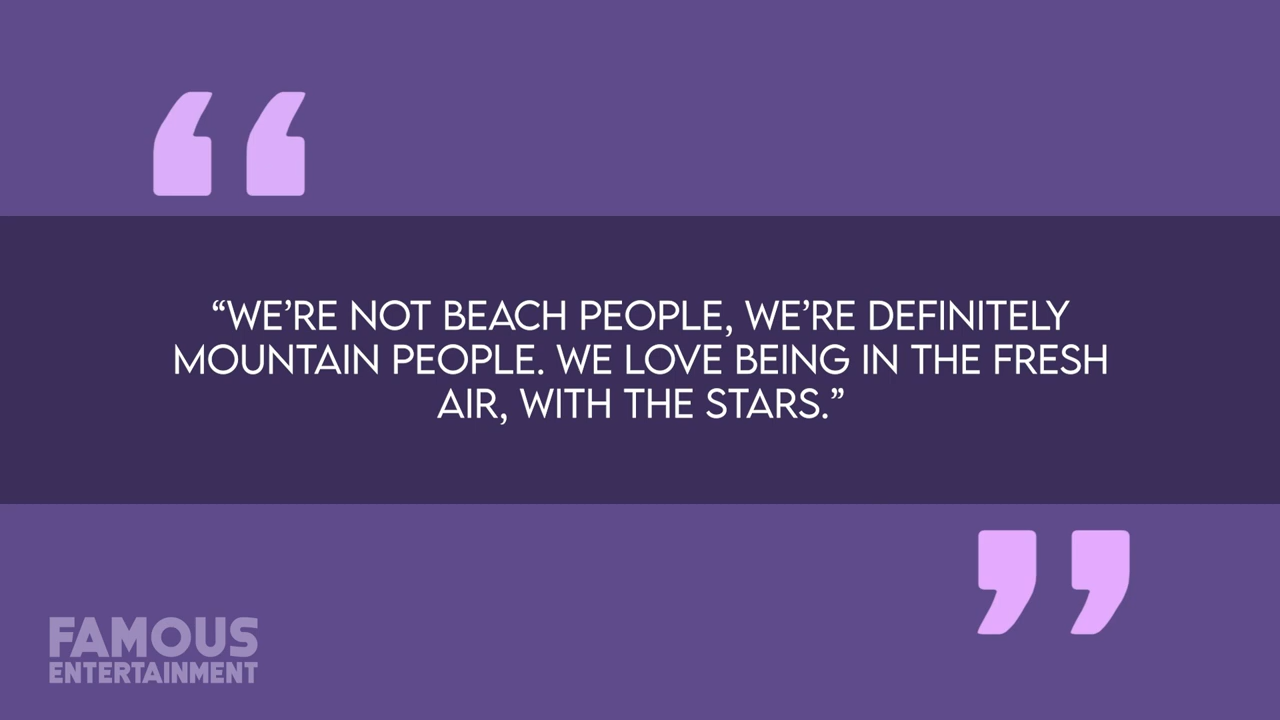 “WE’RE NOT BEACH PEOPLE, WE’RE DEFINITELY
MOUNTAIN PEOPLE. WE LOVE BEING IN THE FRESH
AIR, WITH THE STARS.”
FAMOUS
ENTERTAINMENT